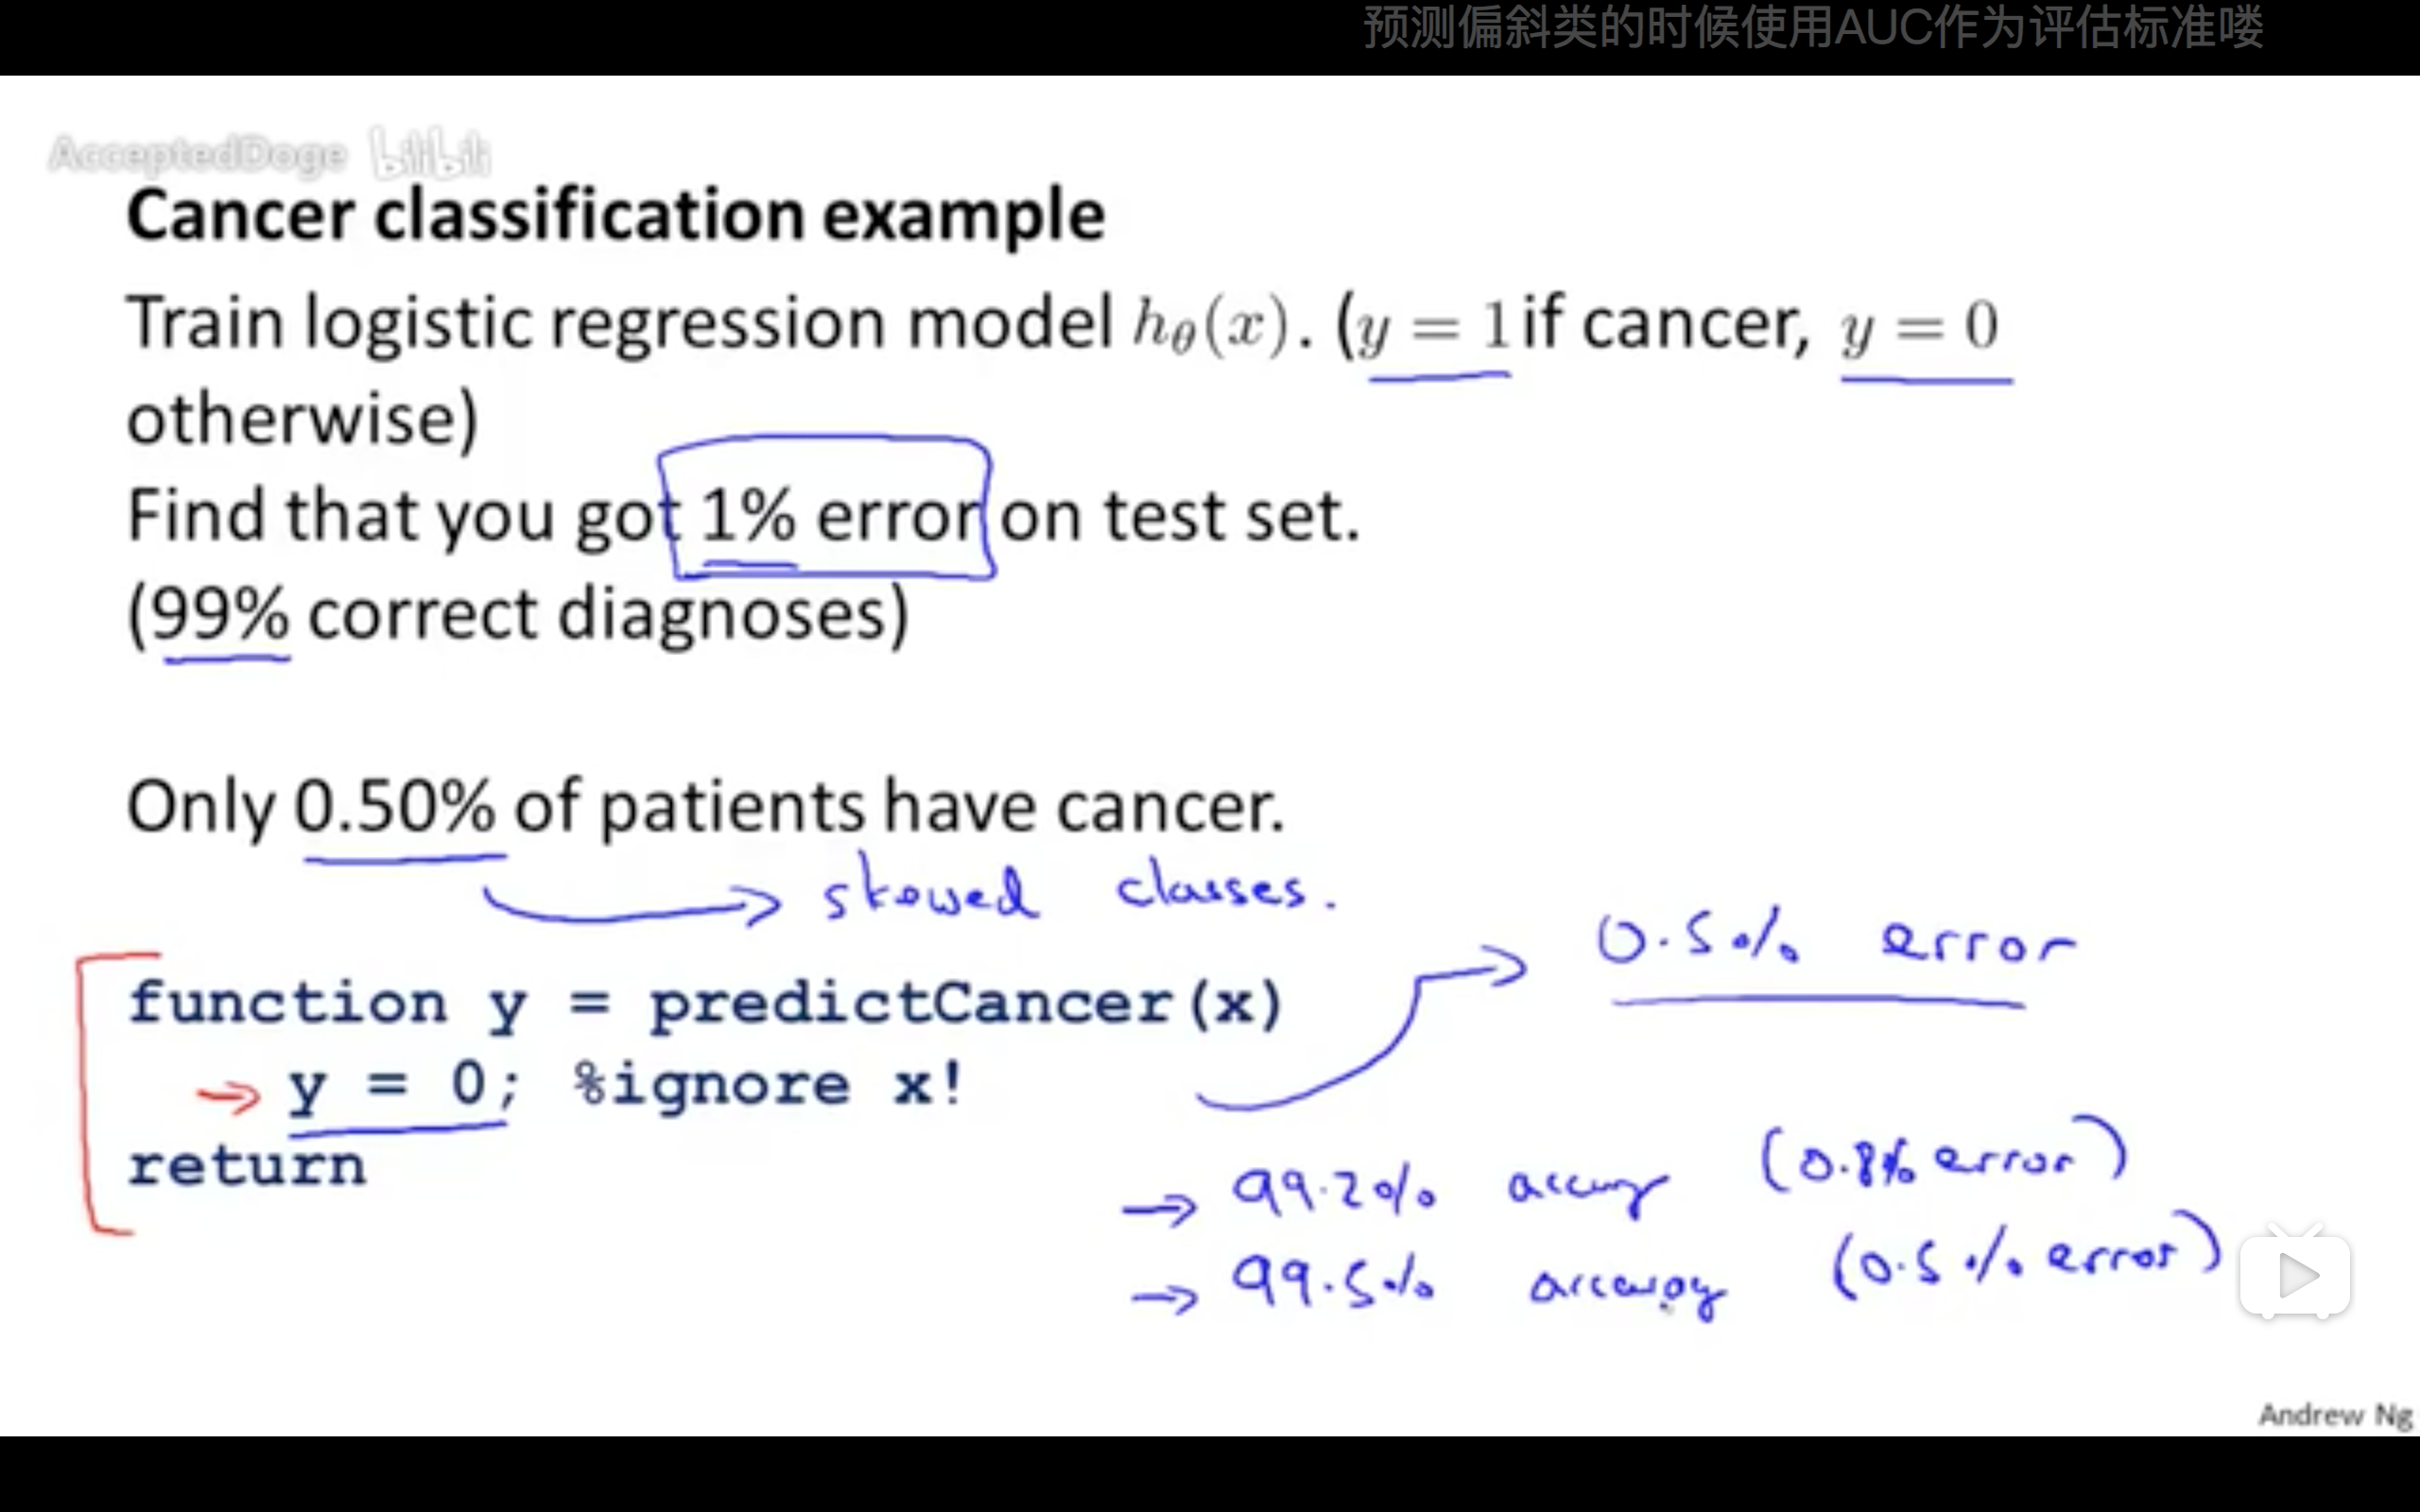 预测偏斜类的时候使用AUC作为评估标准喽
AcceptedDoge bilibili
Cancer classification example
Train logistic regression model hθ(x). (y = 1 if cancer, y = 0
otherwise)
Find that you got 1% error on test set.
(99% correct diagnoses)
Only 0.50% of patients have cancer.
skewed classes.
0.5% error
function y = predictCancer(x)
→ y = 0; %ignore x!
return
→ 99.2% accuracy (0.8% error)
→ 99.5% accuracy (0.5% error)
Andrew Ng